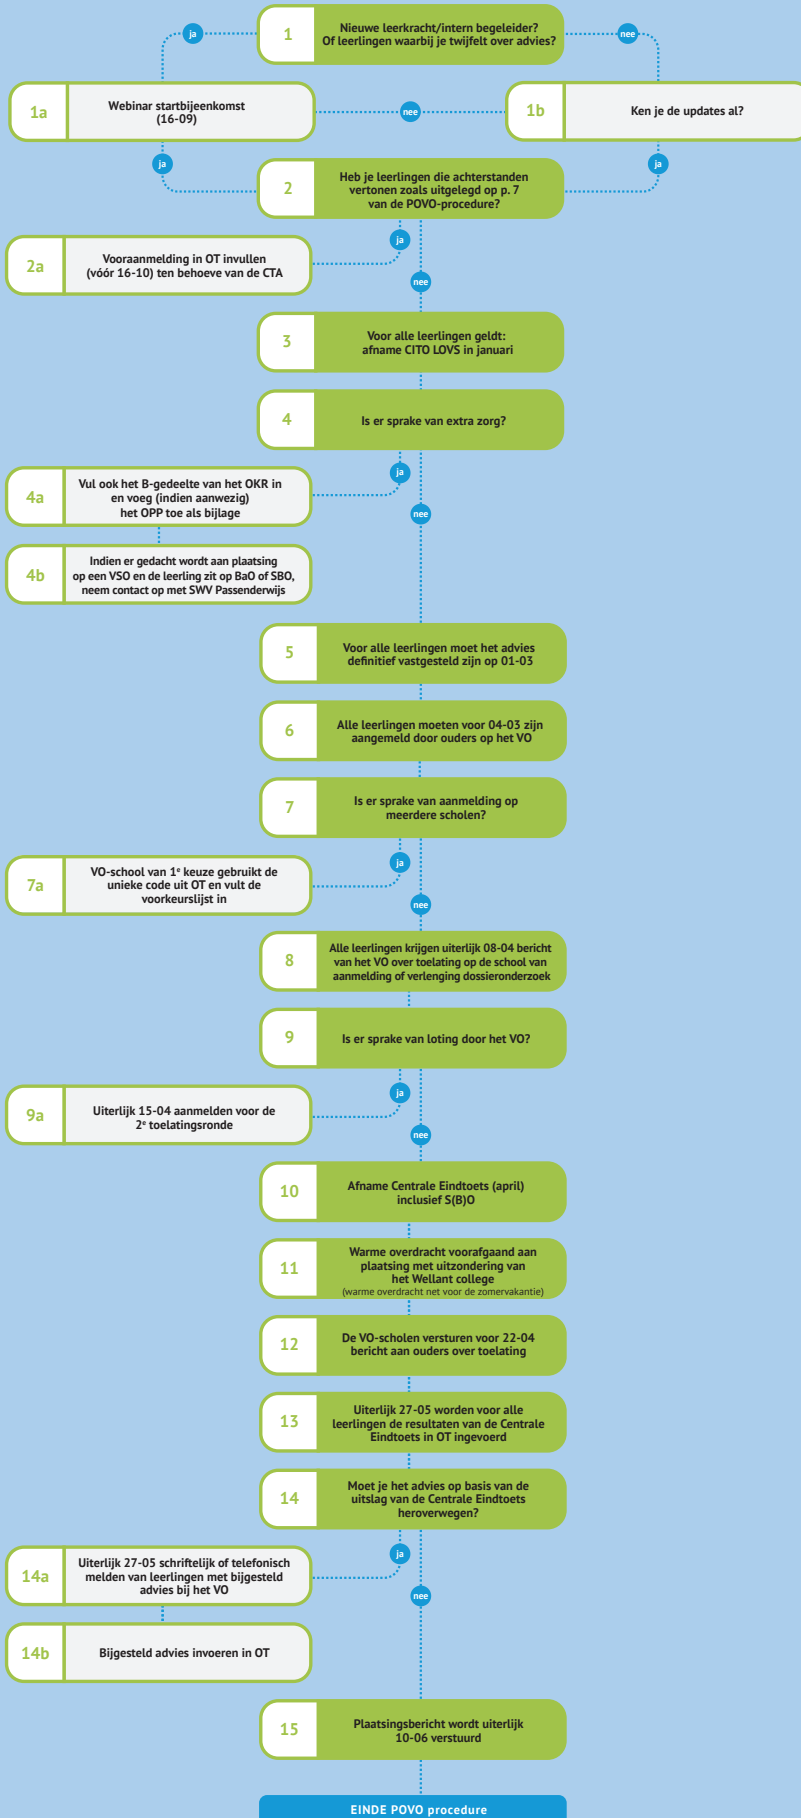 1
Nieuwe leerkracht/intern begeleider?
Of leerlingen waarbij je twijfelt over advies?
ja
nee
1a
Webinar startbijeenkomst
(16-09)
nee
1b
Ken je de updates al?
ja
ja
2
Heb je leerlingen die achterstanden
vertonen zoals uitgelegd op p. 7
van de POVO-procedure?
ja
2a
Vooraanmelding in OT invullen
(vóór 16-10) ten behoeve van de CTA
nee
3
Voor alle leerlingen geldt:
afname CITO LOVS in januari
4
Is er sprake van extra zorg?
ja
4a
Vul ook het B-gedeelte van het OKR in
en voeg (indien aanwezig)
het OPP toe als bijlage
nee
4b
Indien er gedacht wordt aan plaatsing
op een VSO en de leerling zit op BaO of SBO,
neem contact op met SWV Passenderwijs
5
Voor alle leerlingen moet het advies
definitief vastgesteld zijn op 01-03
6
Alle leerlingen moeten voor 04-03 zijn
aangemeld door ouders op het VO
7
Is er sprake van aanmelding op
meerdere scholen?
ja
7a
VO-school van 1e keuze gebruikt de
unieke code uit OT en vult de
voorkeurslijst in
nee
8
Alle leerlingen krijgen uiterlijk 08-04 bericht
van het VO over toelating op de school van
aanmelding of verlenging dossieronderzoek
9
Is er sprake van loting door het VO?
ja
9a
Uiterlijk 15-04 aanmelden voor de
2e toelatingsronde
nee
10
Afname Centrale Eindtoets (april)
inclusief S(B)O
11
Warme overdracht voorafgaand aan
plaatsing met uitzondering van
het Wellant college
(warme overdracht net voor de zomervakantie)
12
De VO-scholen versturen voor 22-04
bericht aan ouders over toelating
13
Uiterlijk 27-05 worden voor alle
leerlingen de resultaten van de Centrale
Eindtoets in OT ingevoerd
14
Moet je het advies op basis van de
uitslag van de Centrale Eindtoets
heroverwegen?
ja
14a
Uiterlijk 27-05 schriftelijk of telefonisch
melden van leerlingen met bijgesteld
advies bij het VO
nee
14b
Bijgesteld advies invoeren in OT
15
Plaatsingsbericht wordt uiterlijk
10-06 verstuurd
EINDE POVO procedure